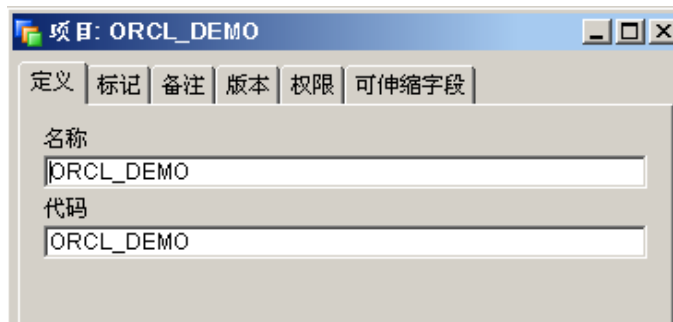 项目: ORCL_DEMO
定义 标记 备注 版本 权限 可伸缩字段
名称
ORCL_DEMO
代码
ORCL_DEMO